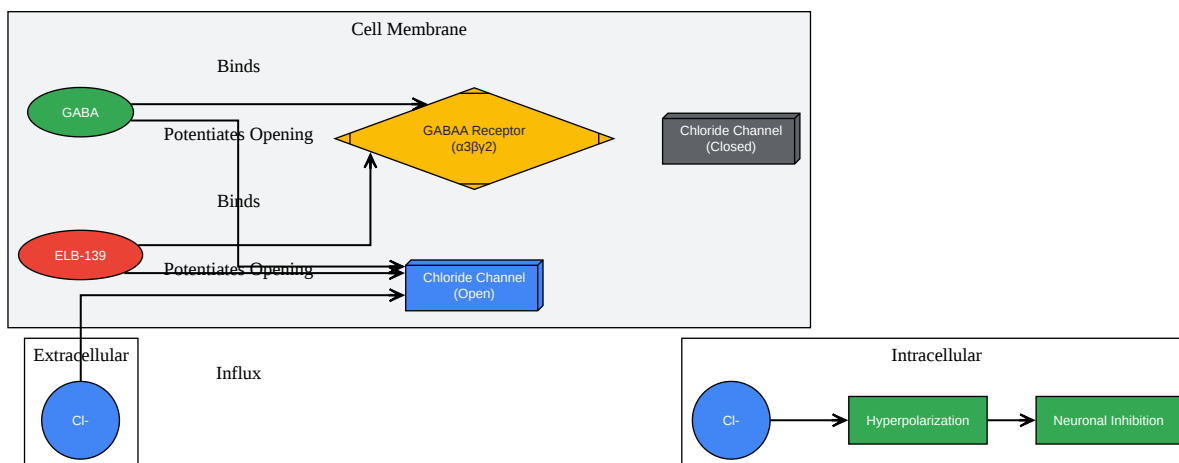 Cell Membrane
Binds
GABA
Potentiates Opening
GABAA Receptor
(α3βγ2)
Chloride Channel
(Closed)
Binds
ELB-139
Potentiates Opening
Chloride Channel
(Open)
Extracellular
Influx
Cl-
Intracellular
Cl-
Hyperpolarization
Neuronal Inhibition